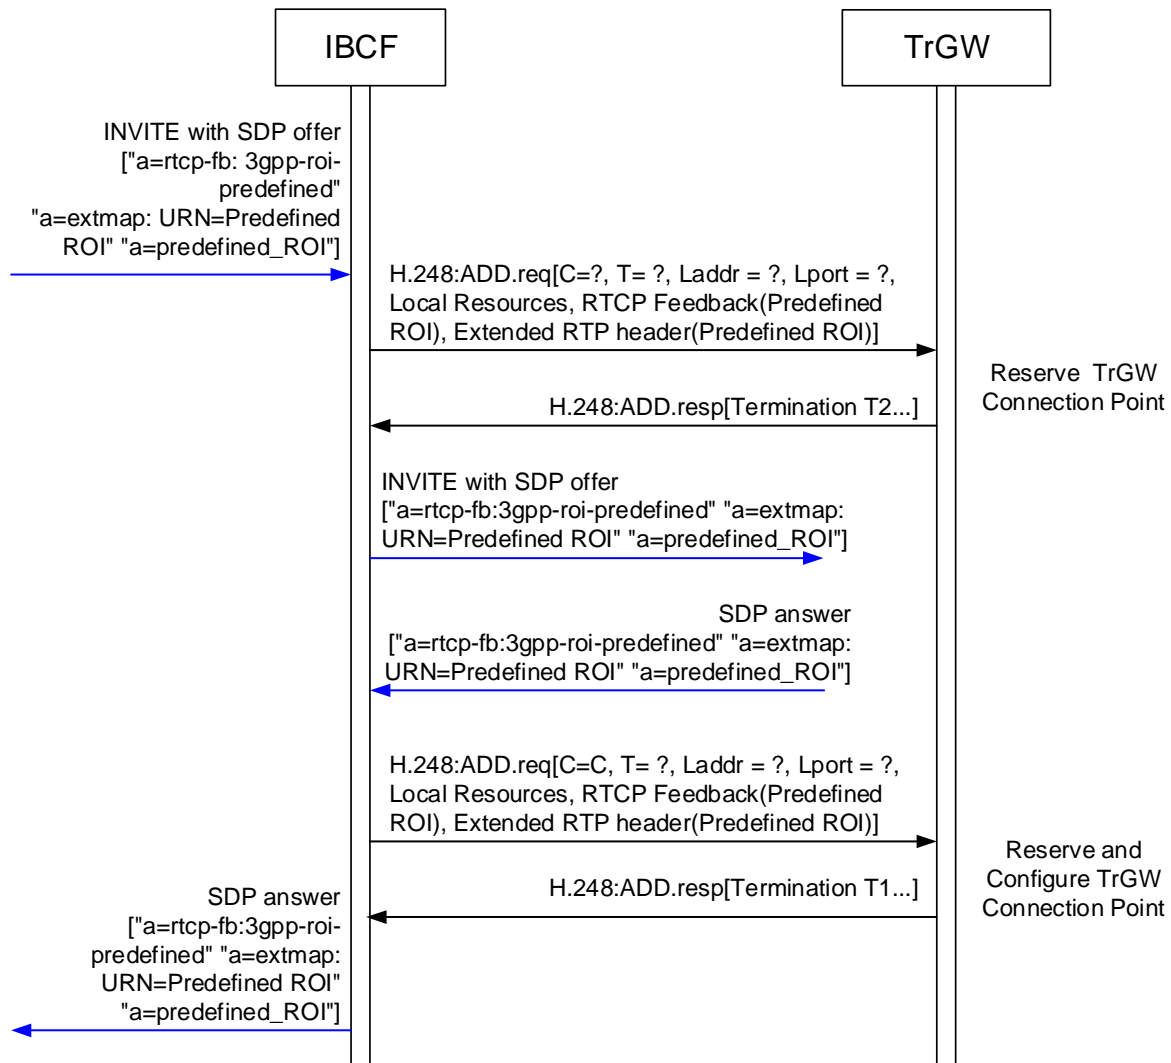 IBCF
TrGW
INVITE with SDP offer
["a=rtcp-fb: 3gpp-roi-
predefined"
"a=extmap: URN=Predefined
ROI" "a=predefined_ROI"]
H.248:ADD.req[C=?, T= ?, Laddr = ?, Lport = ?,
Local Resources, RTCP Feedback(Predefined
ROI), Extended RTP header(Predefined ROI)]
Reserve  TrGW
Connection Point
H.248:ADD.resp[Termination T2...]
INVITE with SDP offer
["a=rtcp-fb:3gpp-roi-predefined" "a=extmap:
URN=Predefined ROI" "a=predefined_ROI"]
SDP answer
["a=rtcp-fb:3gpp-roi-predefined" "a=extmap:
URN=Predefined ROI" "a=predefined_ROI"]
H.248:ADD.req[C=C, T= ?, Laddr = ?, Lport = ?,
Local Resources, RTCP Feedback(Predefined
ROI), Extended RTP header(Predefined ROI)]
Reserve and
Configure TrGW
Connection Point
H.248:ADD.resp[Termination T1...]
SDP answer
["a=rtcp-fb:3gpp-roi-
predefined" "a=extmap:
URN=Predefined ROI"
"a=predefined_ROI"]